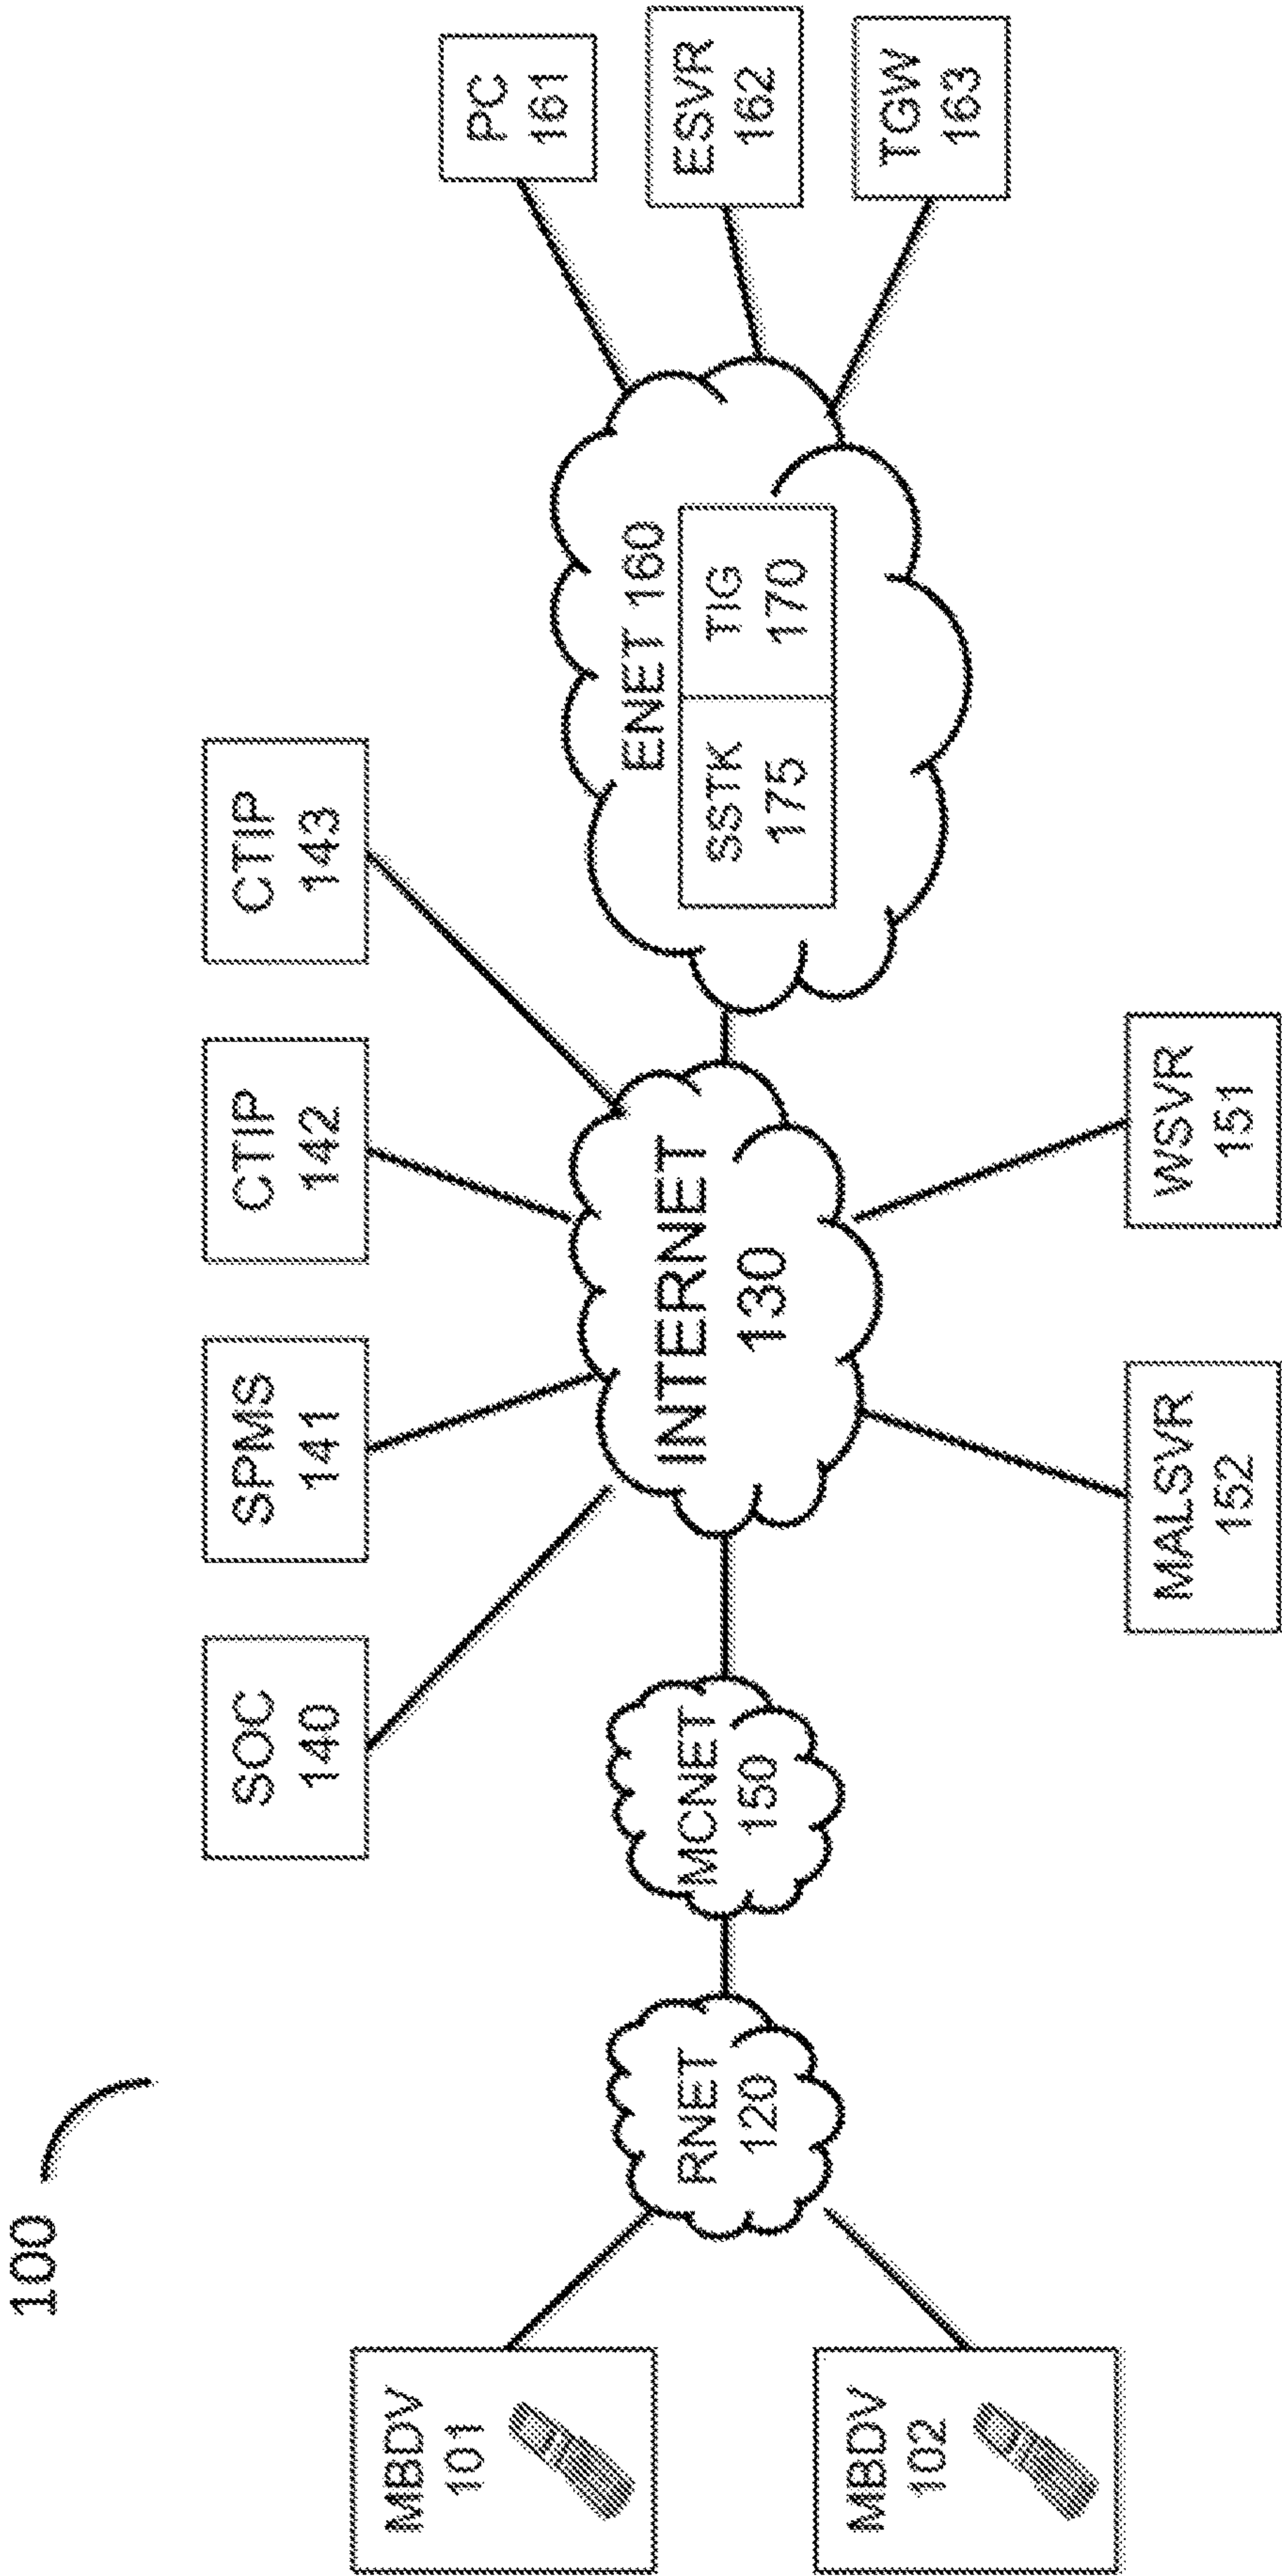 100
SOC
140
SPMS
141
CTIP
142
CTIP
143
MBDV
101
MBDV
102
RNET
120
MCNET
150
INTERNET
130
ENET 160
SSTK
175
TIG
170
PC
161
ESVR
162
TGW
163
MALSVR
152
WSVR
151